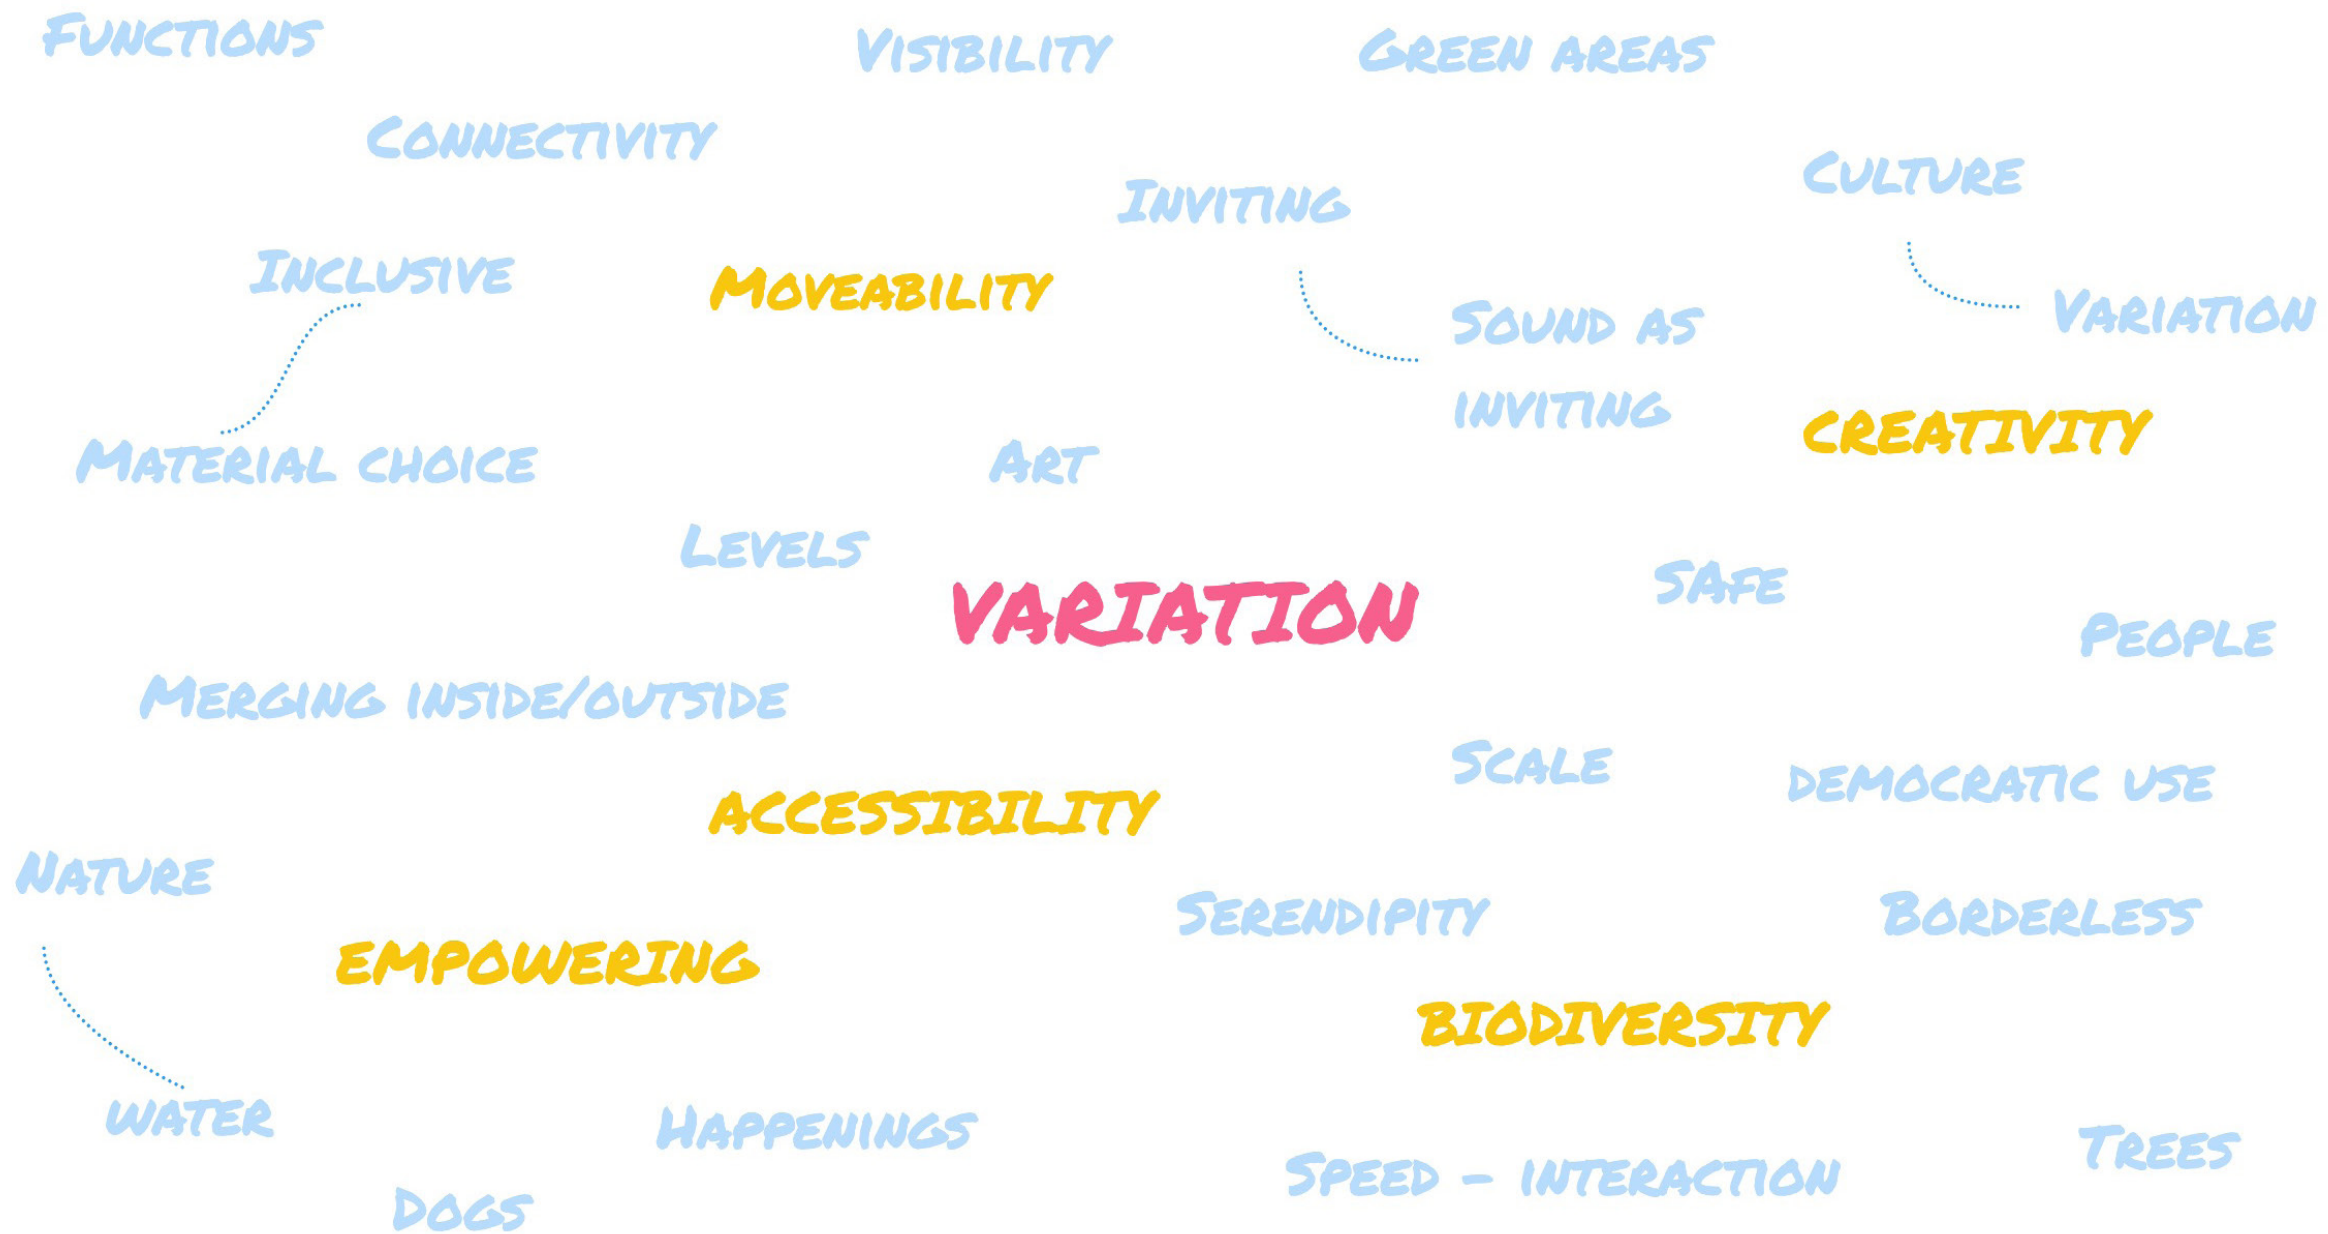 Functions
Visibility
Green areas
Connectivity
Culture
Inviting
Inclusive
Moveability
Sound as
inviting
Variation
CREATIVITY
Material choice
Art
Levels
SAfe
VARIATION
People
Merging inside/outside
Scale
democratic use
ACCESSIBILITY
Nature
Serendipity
Borderless
EMPOWERING
BIODIVERSITY
water
Happenings
Trees
Speed - interaction
Dogs